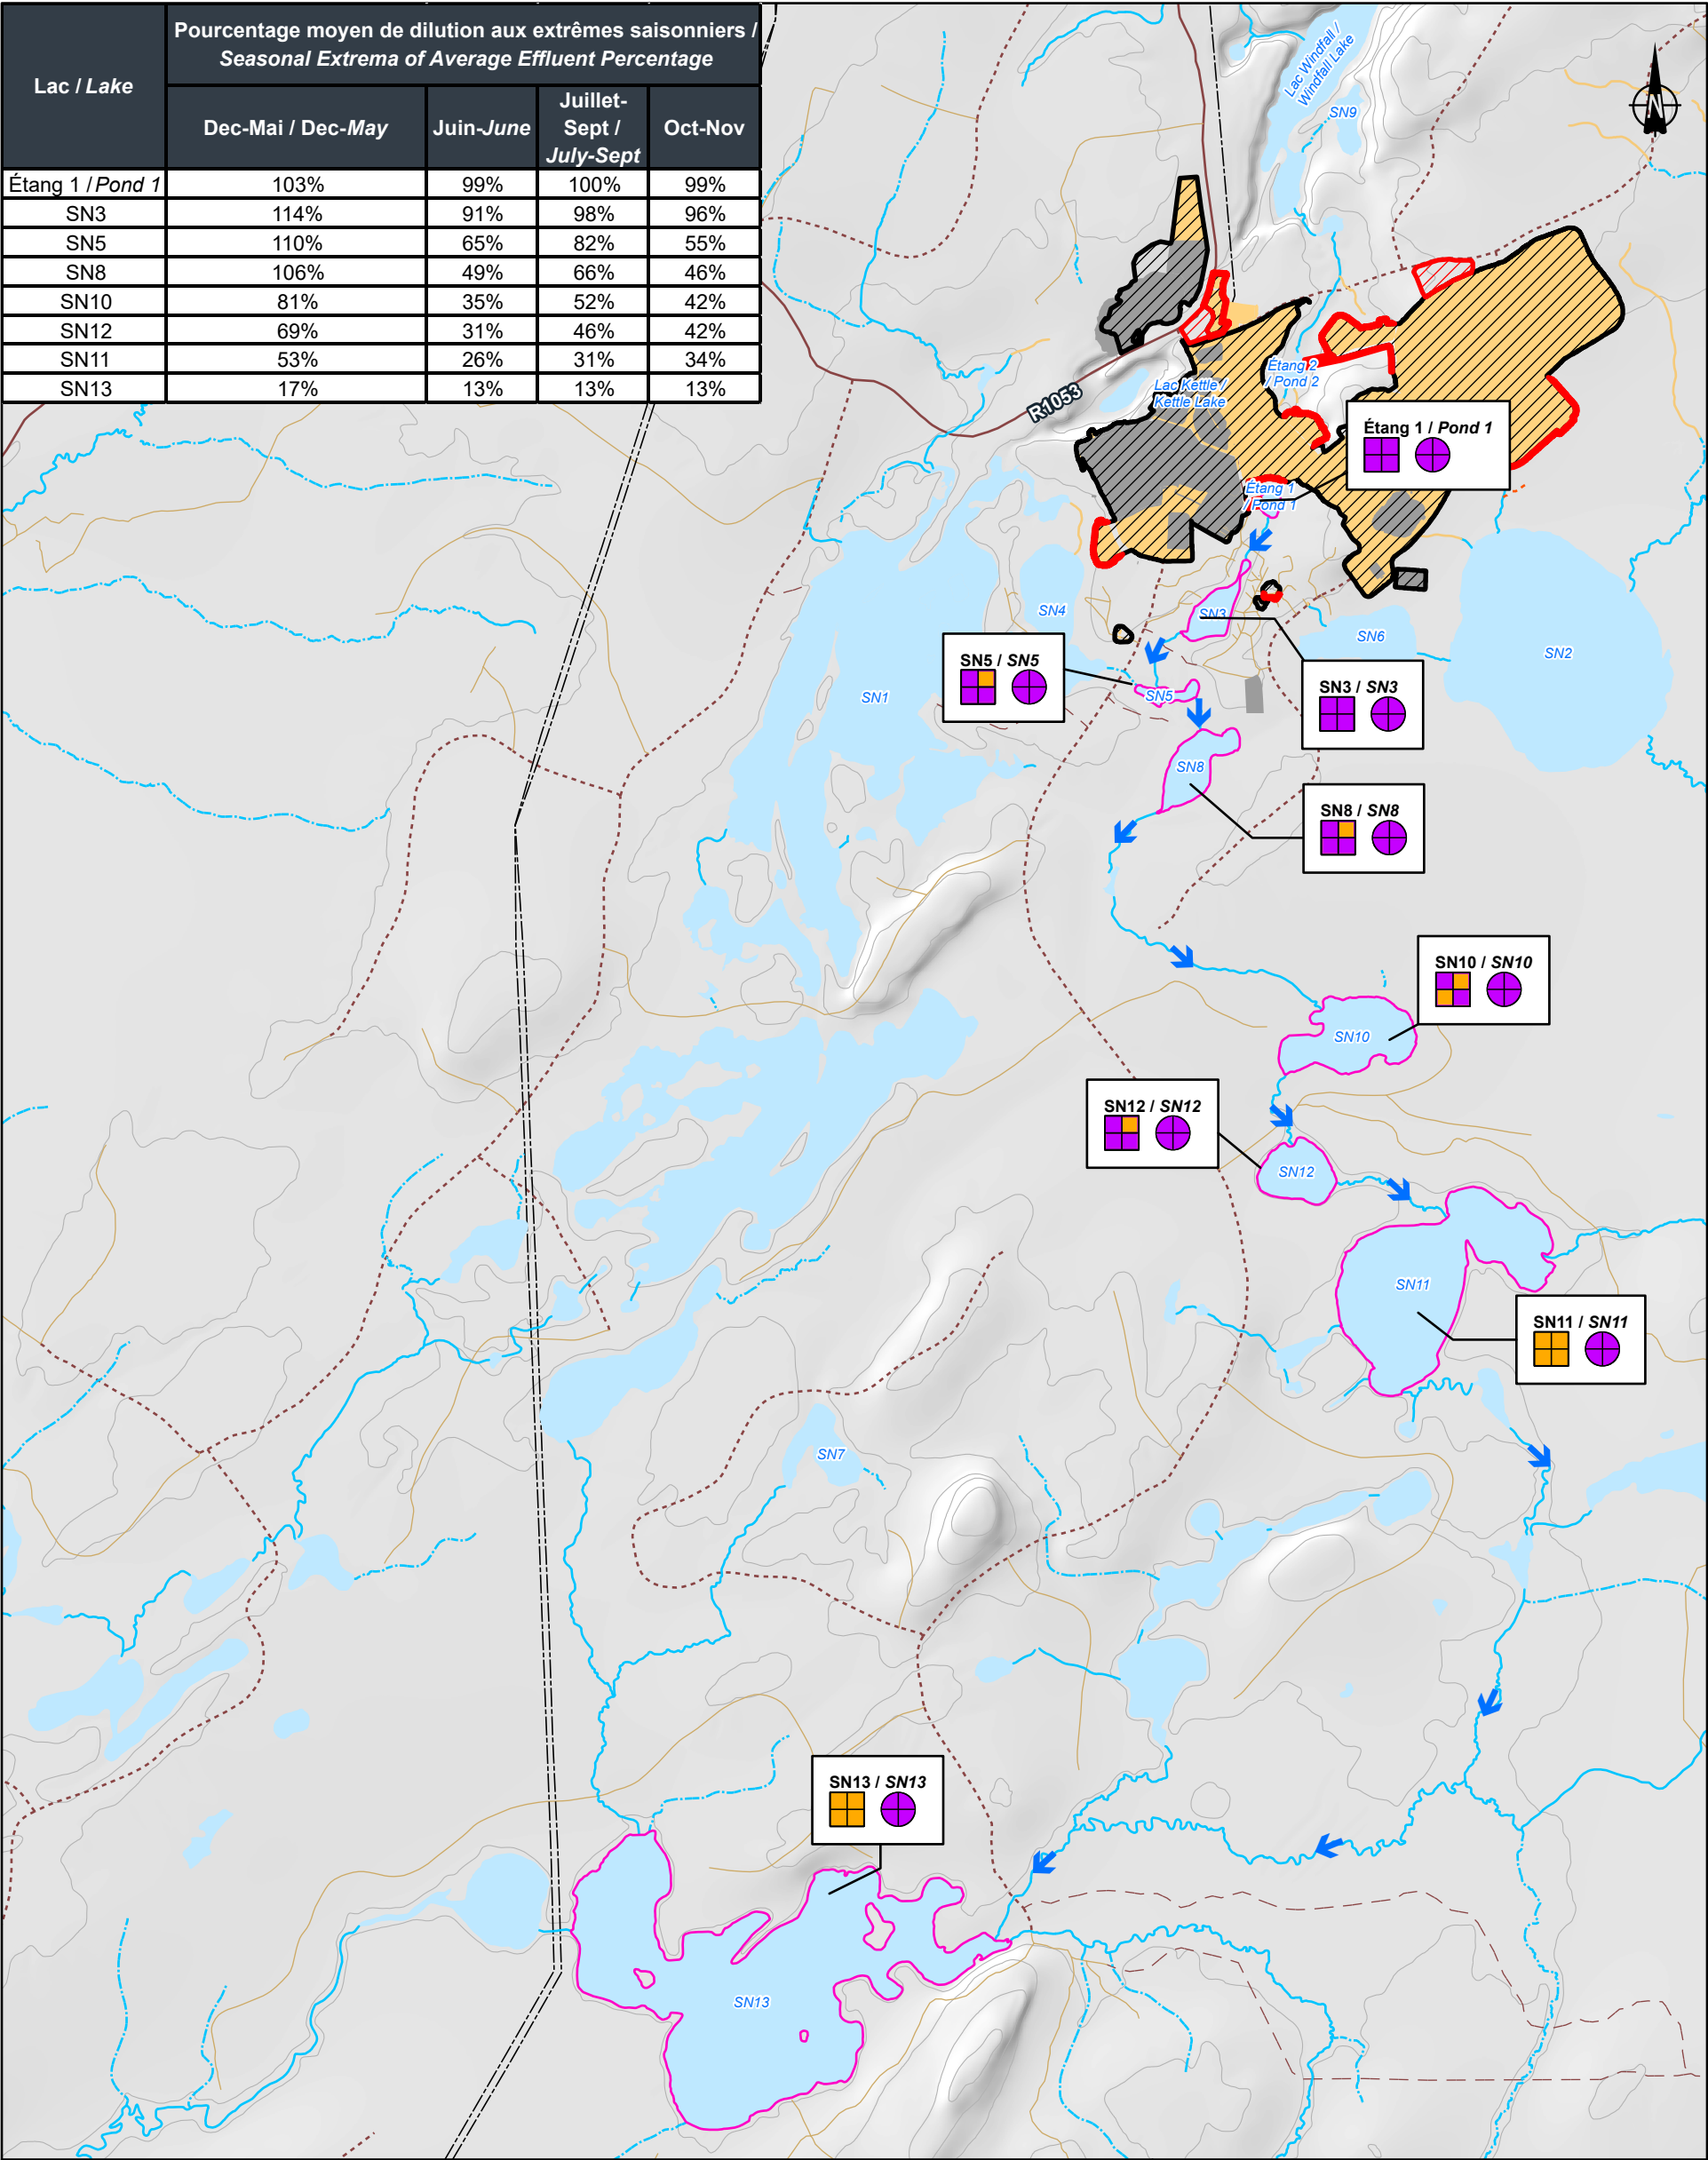 Lac / Lake
Pourcentage moyen de dilution aux extrêmes saisonniers /
Seasonal Extrema of Average Effluent Percentage
Dec-Mai / Dec-May
Juin-June
Juillet-
Sept /
July-Sept
Oct-Nov
Étang 1 / Pond 1 103% 99% 100% 99%
SN3 114% 91% 98% 96%
SN5 110% 65% 82% 55%
SN8 106% 49% 66% 46%
SN10 81% 35% 52% 42%
SN12 69% 31% 46% 42%
SN11 53% 26% 31% 34%
SN13 17% 13% 13% 13%
Lac Windfall /
Windfall Lake
SN9
N
Étang 2
/ Pond 2
Lac Kettle /
Kettle Lake
R1053
Étang 1 / Pond 1
Étang 1
/ Pond 1
SN4
SN3
SN6
SN2
SN5 / SN5
SN1
SN5
SN3 / SN3
SN8
SN8 / SN8
SN10 / SN10
SN10
SN12 / SN12
SN12
SN11
SN11 / SN11
SN7
SN13 / SN13
SN13